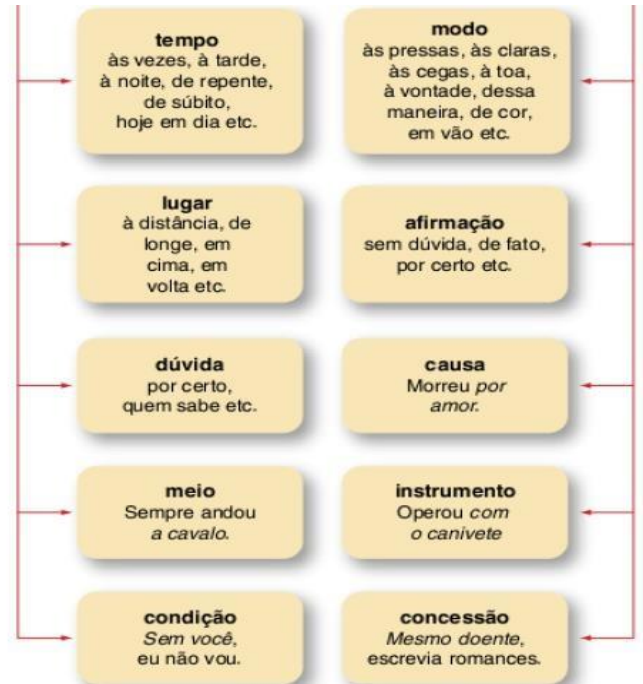 tempo
às vezes, à tarde,
à noite, de repente,
de súbito,
hoje em dia etc.
modo
às pressas, às claras,
às cegas, à toa,
à vontade, dessa
maneira, de cor,
em vão etc.
lugar
à distância, de
longe, em
cima, em
volta etc.
afirmação
sem dúvida, de fato,
por certo etc.
dúvida
por certo,
quem sabe etc.
causa
Morreu por
amor.
meio
Sempre andou
a cavalo.
instrumento
Operou com
o canivete
condição
Sem você,
eu não vou.
concessão
Mesmo doente,
escrevia romances.